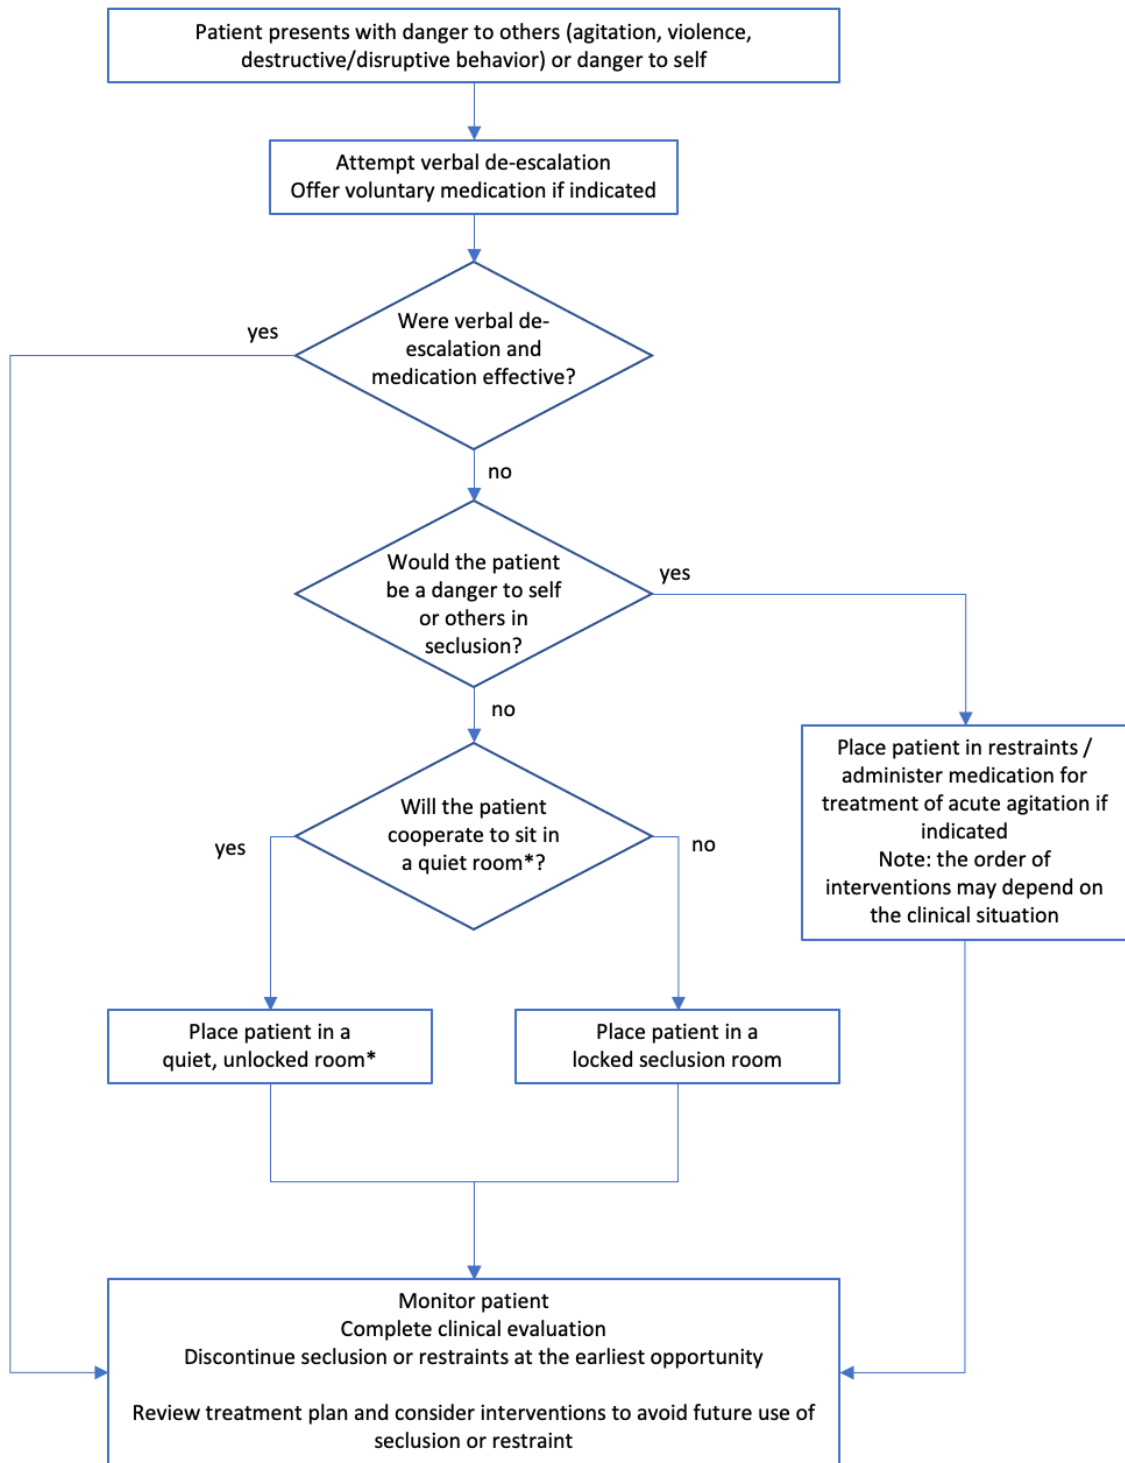 Patient presents with danger to others (agitation, violence,
destructive/disruptive behavior) or danger to self
Attempt verbal de-escalation
Offer voluntary medication if indicated
Were verbal de-
escalation and
medication effective?
yes
no
Would the patient
be a danger to self
or others in
seclusion?
yes
no
Place patient in restraints /
administer medication for
treatment of acute agitation if
indicated
Note: the order of
interventions may depend on
the clinical situation
Will the patient
cooperate to sit in
a quiet room*?
yes
no
Place patient in a
quiet, unlocked room*
Place patient in a
locked seclusion room
Monitor patient
Complete clinical evaluation
Discontinue seclusion or restraints at the earliest opportunity
Review treatment plan and consider interventions to avoid future use of
seclusion or restraint